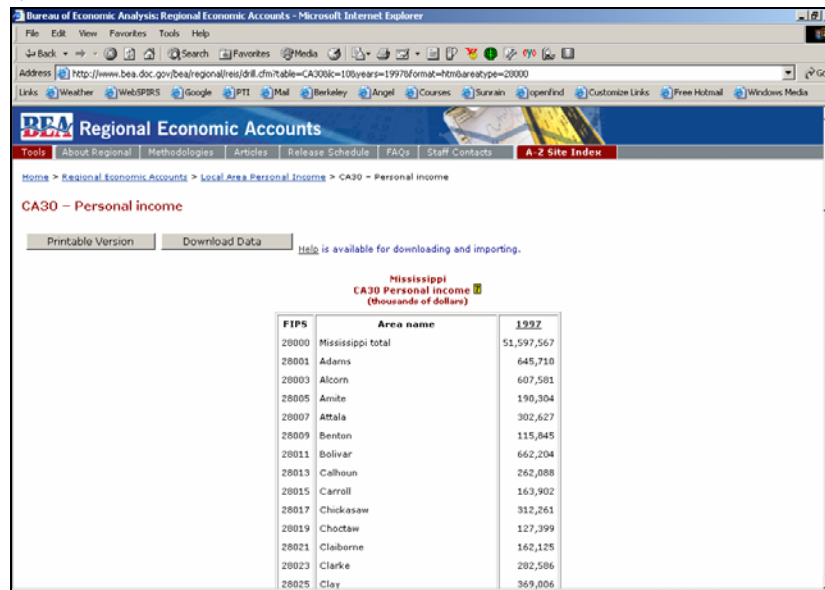 Bureau of Economic Analysis: Regional Economic Accounts - Microsoft Internet Explorer
File Edit View Favorites Tools Help
Back Search Favorites Media
Address http://www.bea.doc.gov/bea/regional/reis/drill.cfm?table=CA30&lc=10&years=1997&format=htm&areatype=28000 Go
Links Weather WebSPIRS Google PTI Mail Berkeley Angel Courses Sunrain openfind Customize Links Free Hotmail Windows Media
BEA Regional Economic Accounts
Tools About Regional Methodologies Articles Release Schedule FAQs Staff Contacts A-Z Site Index
Home > Regional Economic Accounts > Local Area Personal Income > CA30 - Personal income
CA30 - Personal income
Printable Version Download Data Help is available for downloading and importing.
Mississippi
CA30 Personal income ?
(thousands of dollars)
FIPS Area name 1997
28000 Mississippi total 51,597,567
28001 Adams 645,710
28003 Alcorn 607,581
28005 Amite 190,304
28007 Attala 302,627
28009 Benton 115,845
28011 Bolivar 662,204
28013 Calhoun 262,088
28015 Carroll 163,902
28017 Chickasaw 312,261
28019 Choctaw 127,399
28021 Claiborne 162,125
28023 Clarke 282,586
28025 Clay 369,006